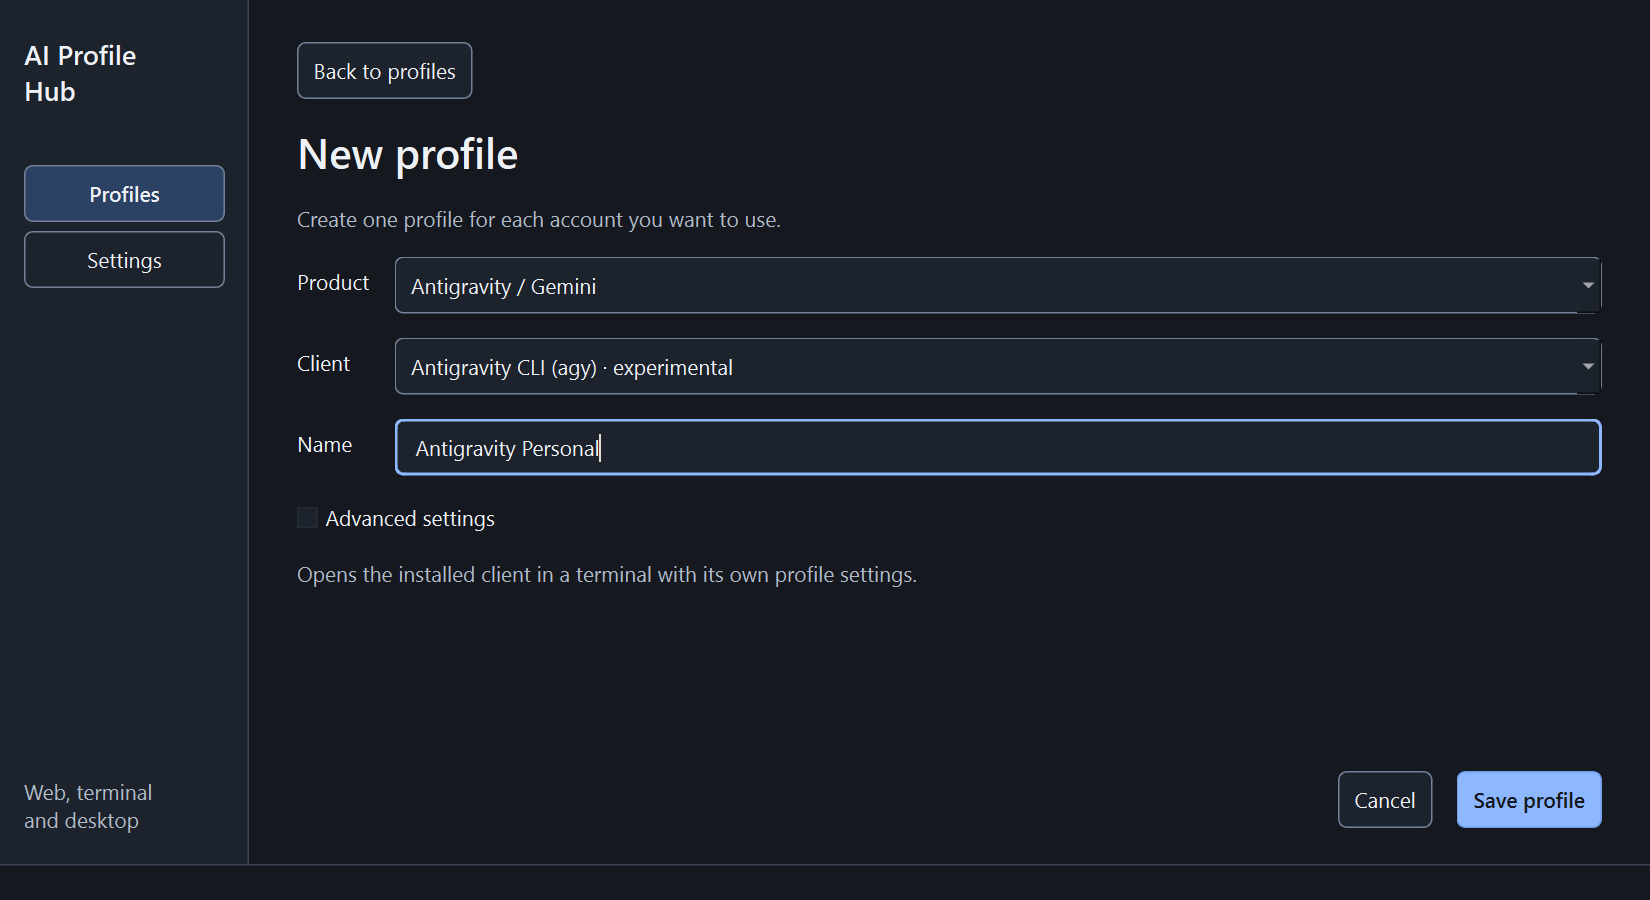 AI Profile
Hub
Profiles
Settings
Web, terminal
and desktop
Back to profiles
New profile
Create one profile for each account you want to use.
Product
Antigravity / Gemini
Client
Antigravity CLI (agy) · experimental
Name
Antigravity Personal
Advanced settings
Opens the installed client in a terminal with its own profile settings.
Cancel
Save profile